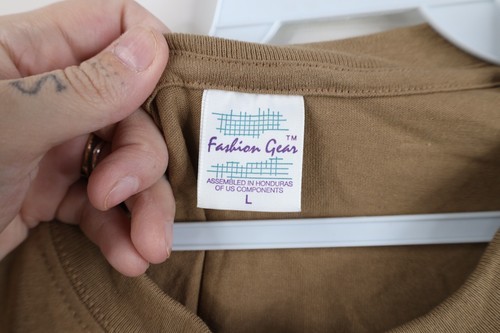 Fashion Gear™
ASSEMBLED IN HONDURAS
OF US COMPONENTS
L